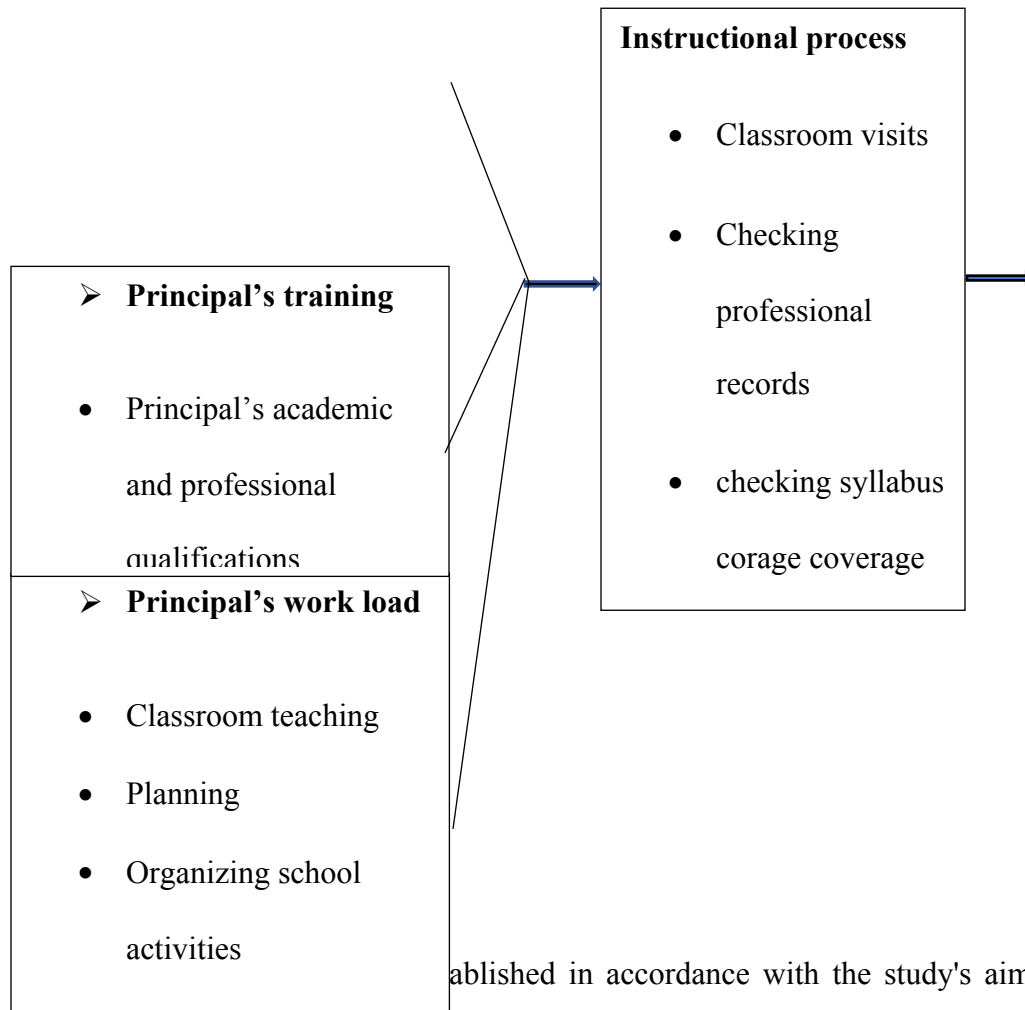 Instructional process
• Classroom visits
• Checking
professional
records
• checking syllabus
corage coverage
➢ Principal’s training
• Principal’s academic
and professional
qualifications
➢ Principal’s work load
• Classroom teaching
• Planning
• Organizing school
activities
ablished in accordance with the study's aim